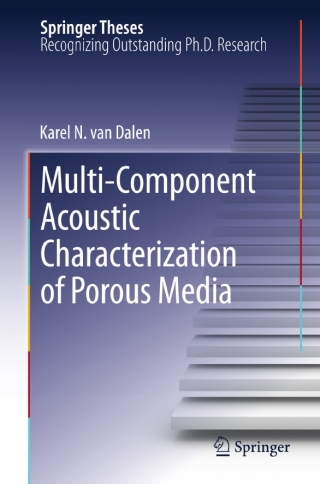 Springer Theses
Recognizing Outstanding Ph.D. Research
Karel N. van Dalen
Multi-Component
Acoustic
Characterization
of Porous Media
Springer